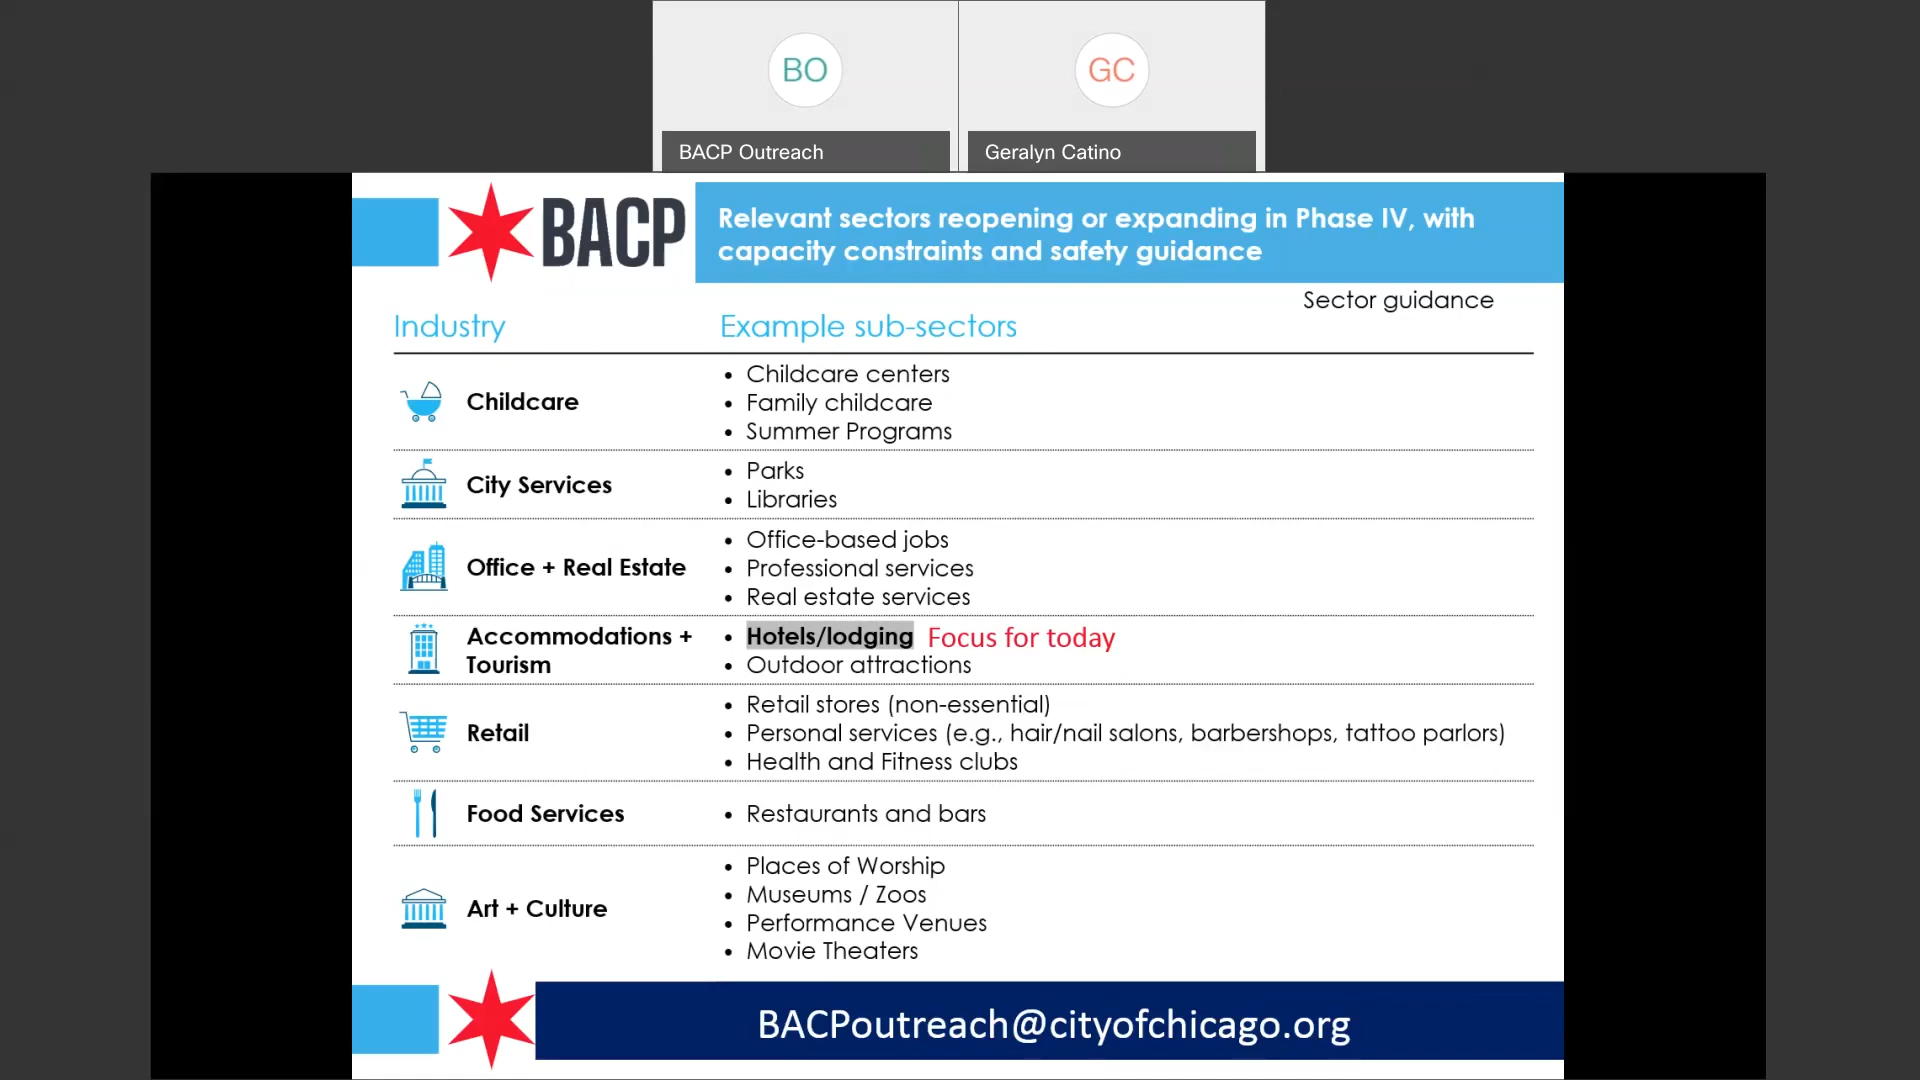 BO
GC
BACP Outreach
Geralyn Catino
BACP
Relevant sectors reopening or expanding in Phase IV, with
capacity constraints and safety guidance
Sector guidance
Industry
Example sub-sectors
Childcare
• Childcare centers
• Family childcare
• Summer Programs
City Services
• Parks
• Libraries
Office + Real Estate
• Office-based jobs
• Professional services
• Real estate services
Accommodations +
Tourism
• Hotels/lodging Focus for today
• Outdoor attractions
Retail
• Retail stores (non-essential)
• Personal services (e.g., hair/nail salons, barbershops, tattoo parlors)
• Health and Fitness clubs
Food Services
• Restaurants and bars
Art + Culture
• Places of Worship
• Museums / Zoos
• Performance Venues
• Movie Theaters
BACPoutreach@cityofchicago.org